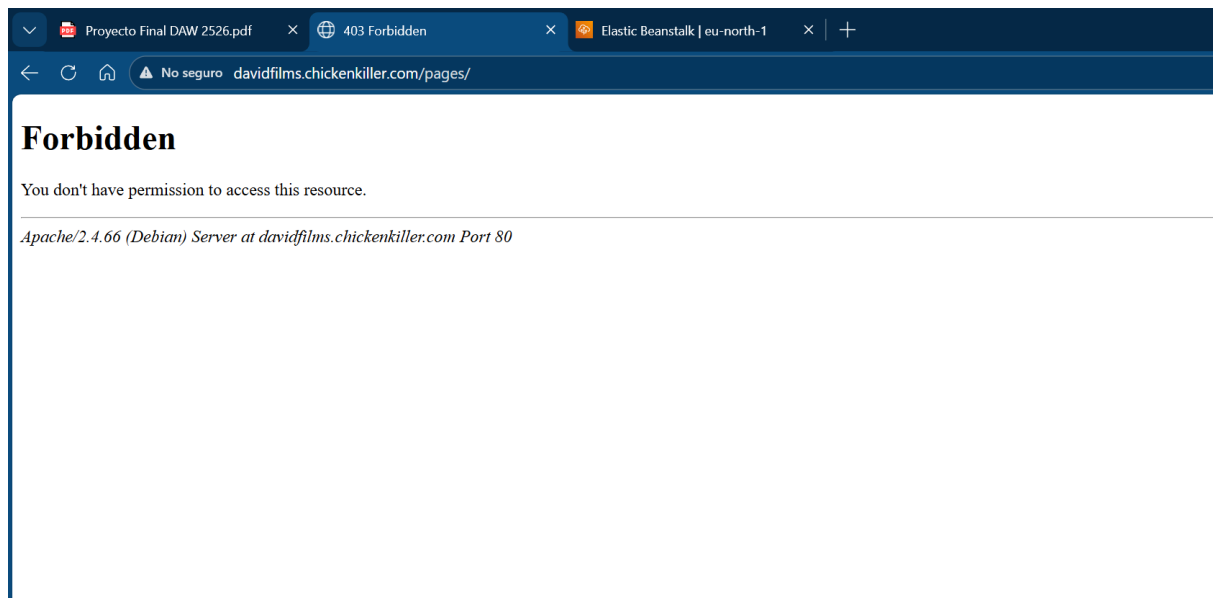 PDF Proyecto Final DAW 2526.pdf
403 Forbidden
Elastic Beanstalk | eu-north-1
No seguro davidfilms.chickenkiller.com/pages/
Forbidden
You don't have permission to access this resource.
Apache/2.4.66 (Debian) Server at davidfilms.chickenkiller.com Port 80